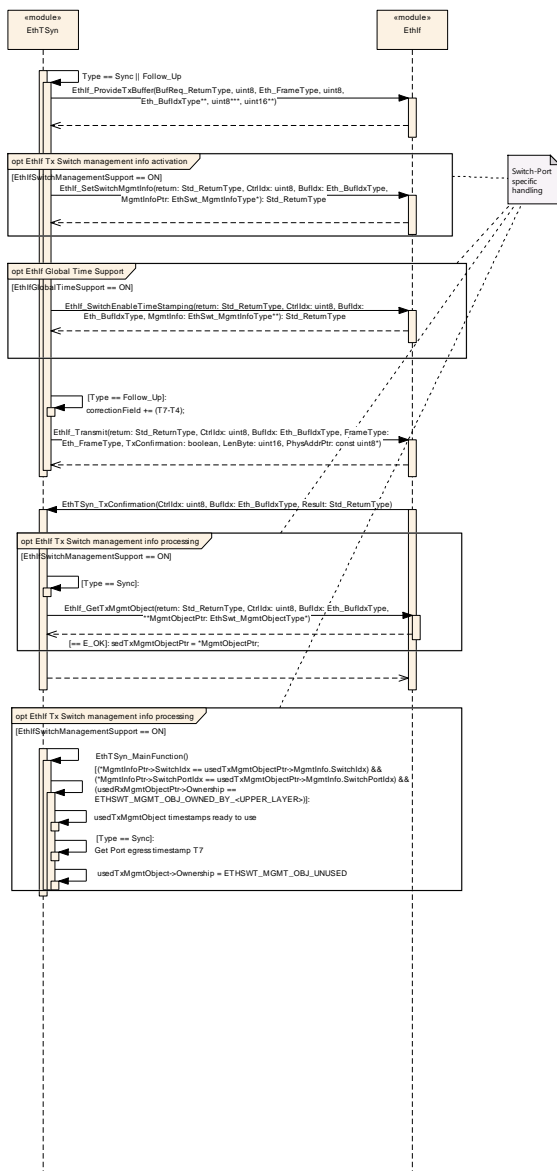 «module»
EthTSyn
«module»
EthIf
Type == Sync || Follow_Up
EthIf_ProvideTxBuffer(BufReq_ReturnType, uint8, Eth_FrameType, uint8,
Eth_BufIdxType**, uint8***, uint16**)
opt EthIf Tx Switch management info activation
[EthIfSwitchManagementSupport == ON]
EthIf_SetSwitchMgmtInfo(return: Std_ReturnType, CtrlIdx: uint8, BufIdx: Eth_BufIdxType,
MgmtInfoPtr: EthSwt_MgmtInfoType*): Std_ReturnType
Switch-Port
specific
handling
opt EthIf Global Time Support
[EthIfGlobalTimeSupport == ON]
EthIf_SwitchEnableTimeStamping(return: Std_ReturnType, CtrlIdx: uint8, BufIdx:
Eth_BufIdxType, MgmtInfo: EthSwt_MgmtInfoType**): Std_ReturnType
[Type == Follow_Up]:
correctionField += (T7-T4);
EthIf_Transmit(return: Std_ReturnType, CtrlIdx: uint8, BufIdx: Eth_BufIdxType, FrameType:
Eth_FrameType, TxConfirmation: boolean, LenByte: uint16, PhysAddrPtr: const uint8*)
EthTSyn_TxConfirmation(CtrlIdx: uint8, BufIdx: Eth_BufIdxType, Result: Std_ReturnType)
opt EthIf Tx Switch management info processing
[EthIfSwitchManagementSupport == ON]
[Type == Sync]:
EthIf_GetTxMgmtObject(return: Std_ReturnType, CtrlIdx: uint8, BufIdx: Eth_BufIdxType,
**MgmtObjectPtr: EthSwt_MgmtObjectType*)
[== E_OK]: sedTxMgmtObjectPtr = *MgmtObjectPtr;
opt EthIf Tx Switch management info processing
[EthIfSwitchManagementSupport == ON]
EthTSyn_MainFunction()
[(*MgmtInfoPtr->SwitchIdx == usedTxMgmtObjectPtr->MgmtInfo.SwitchIdx) &&
(*MgmtInfoPtr->SwitchPortIdx == usedTxMgmtObjectPtr->MgmtInfo.SwitchPortIdx) &&
(usedRxMgmtObjectPtr->Ownership ==
ETHSWT_MGMT_OBJ_OWNED_BY_<UPPER_LAYER>)]:
usedTxMgmtObject timestamps ready to use
[Type == Sync]:
Get Port egress timestamp T7
usedTxMgmtObject->Ownership = ETHSWT_MGMT_OBJ_UNUSED